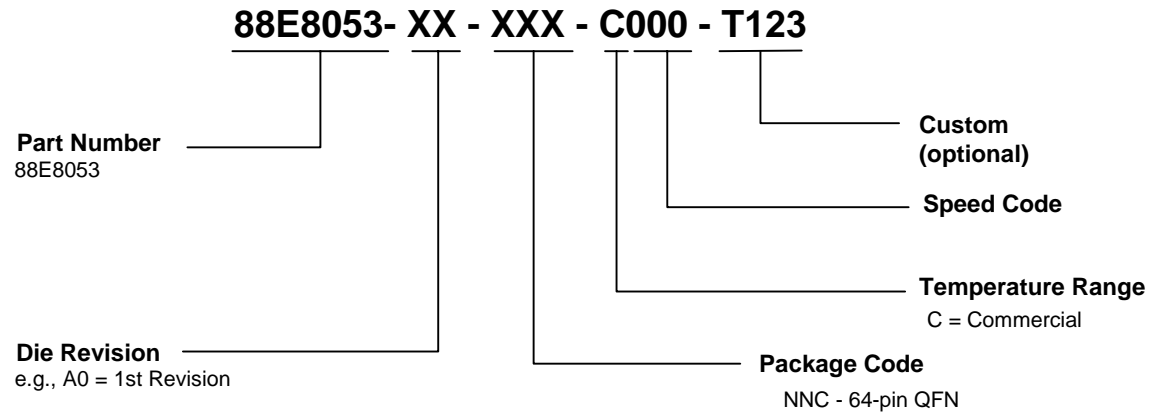 88E8053- XX - XXX - C000 - T123
Part Number
88E8053
Custom
(optional)
Speed Code
Temperature Range
C = Commercial
Die Revision
e.g., A0 = 1st Revision
Package Code
NNC - 64-pin QFN